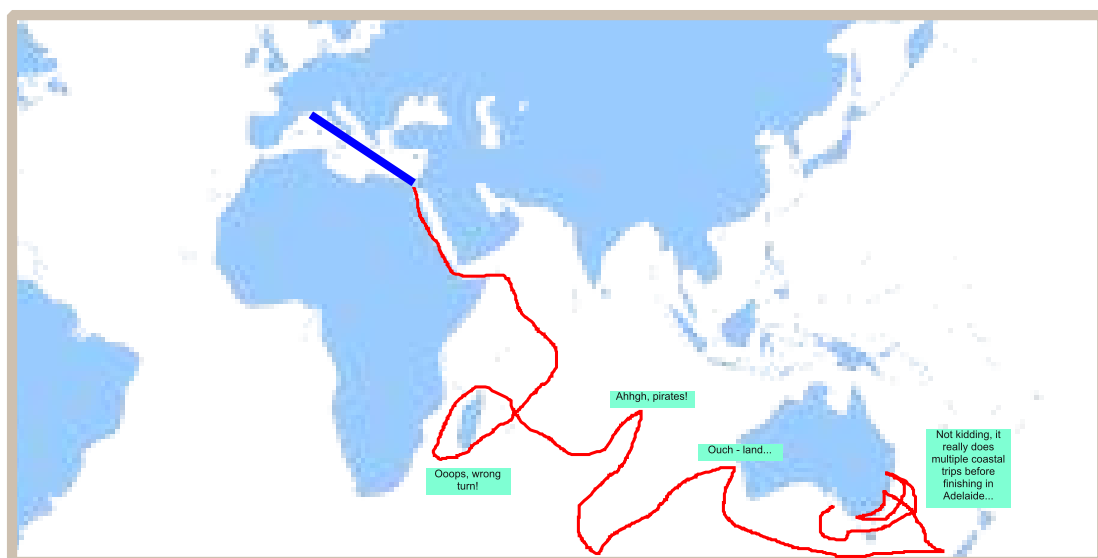 Ahhgh, pirates!
Not kidding, it
really does
multiple coastal
trips before
finishing in
Adelaide...
Ouch - land...
Ooops, wrong
turn!